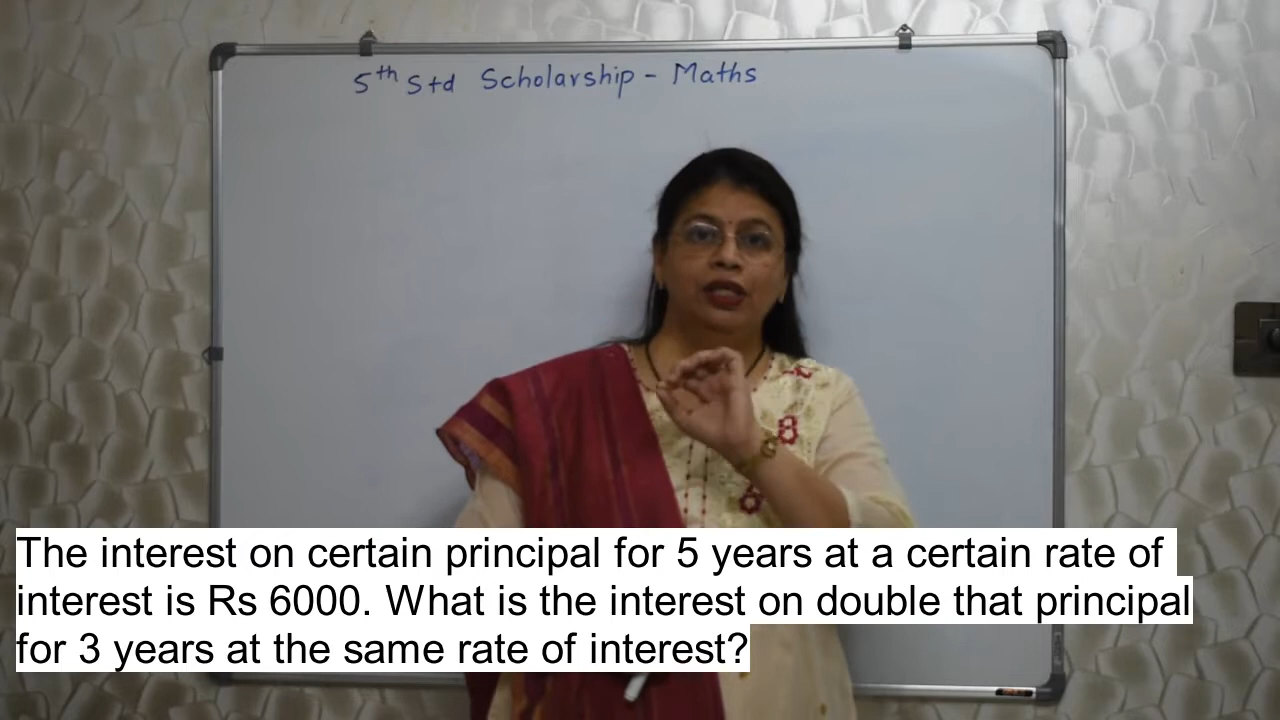 5th Std Scholarship - Maths
The interest on certain principal for 5 years at a certain rate of
interest is Rs 6000. What is the interest on double that principal
for 3 years at the same rate of interest?